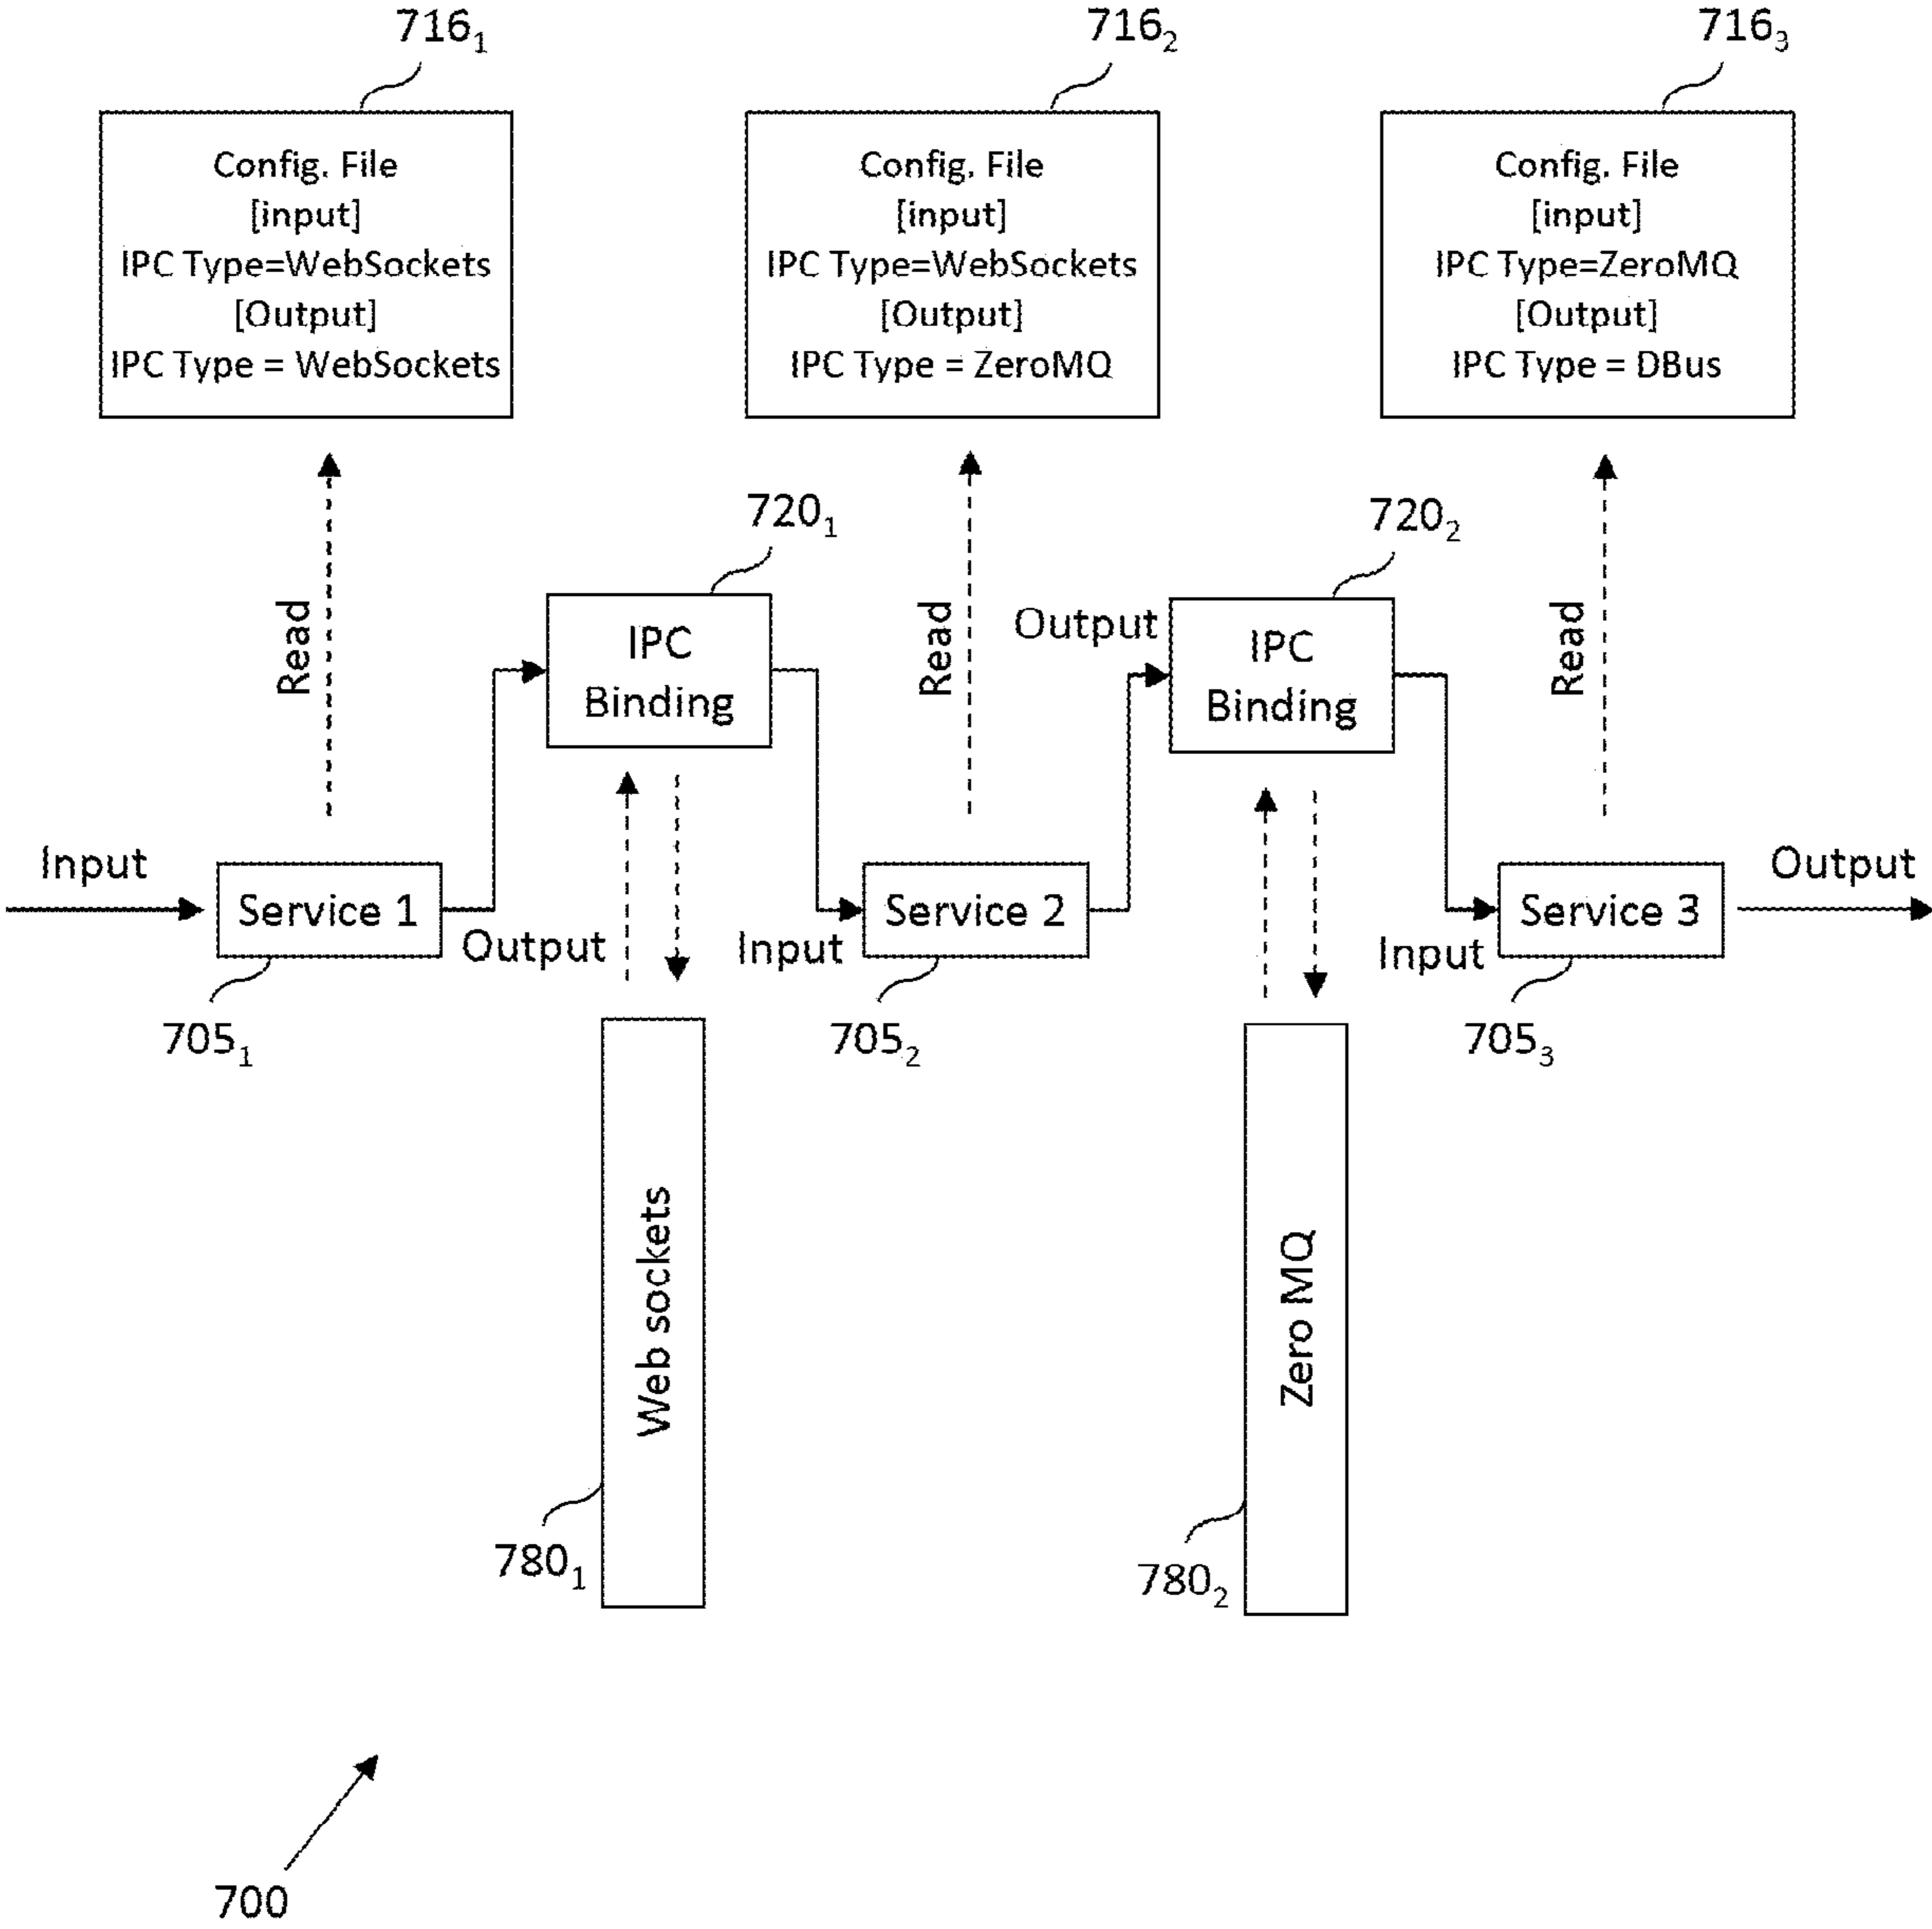 716₁
716₂
716₃
Config. File
[input]
IPC Type=WebSockets
[Output]
IPC Type = WebSockets
Config. File
[input]
IPC Type=WebSockets
[Output]
IPC Type = ZeroMQ
Config. File
[input]
IPC Type=ZeroMQ
[Output]
IPC Type = DBus
Read
720₁
IPC
Binding
Read
Output
720₂
IPC
Binding
Read
Input
Service 1
Output
Input
Service 2
Input
Service 3
Output
705₁
705₂
705₃
Web sockets
Zero MQ
780₁
780₂
700